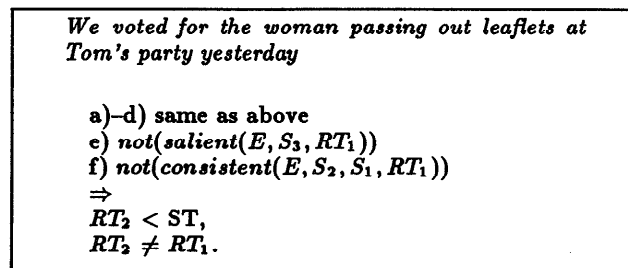 We voted for the woman passing out leaflets at
Tom's party yesterday
a)–d) same as above
e) not(salient(E, S₃, RT₁))
f) not(consistent(E, S₂, S₁, RT₁))
⇒
RT₂ < ST,
RT₂ ≠ RT₁.